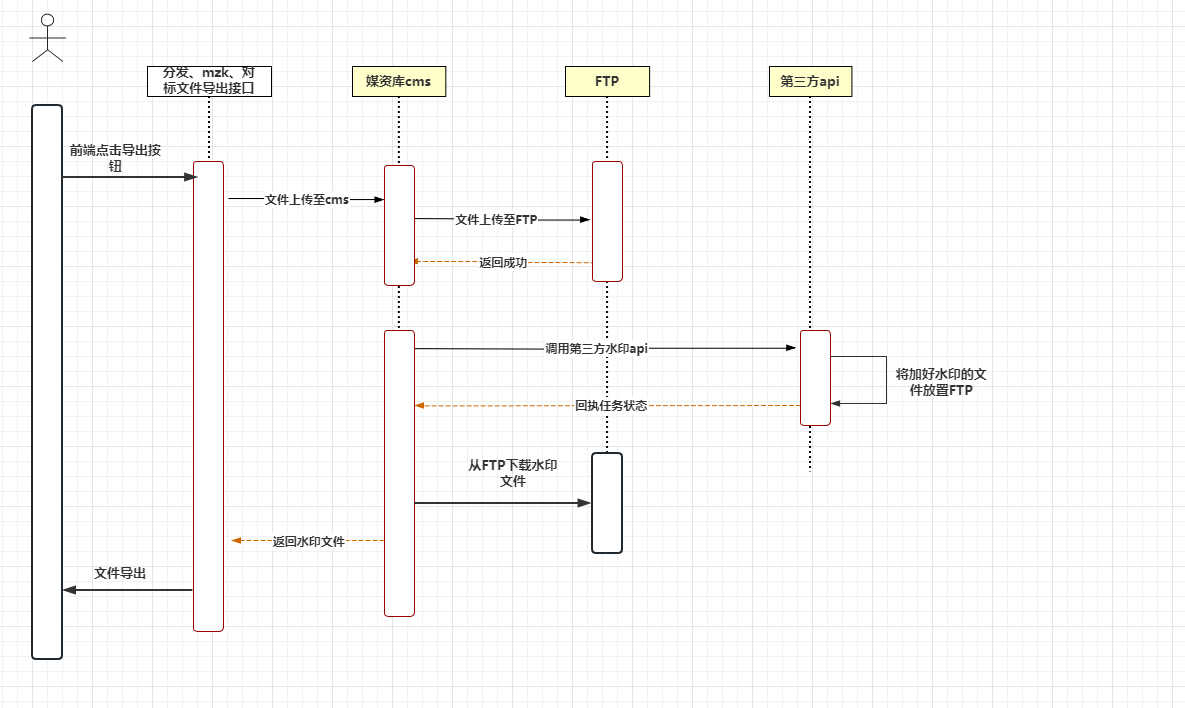 分发、mzk、对
标文件导出接口
媒资库cms
FTP
第三方api
前端点击导出按
钮
文件上传至cms
文件上传至FTP
返回成功
调用第三方水印api
将加好水印的文
件放置FTP
回执任务状态
从FTP下载水印
文件
返回水印文件
文件导出